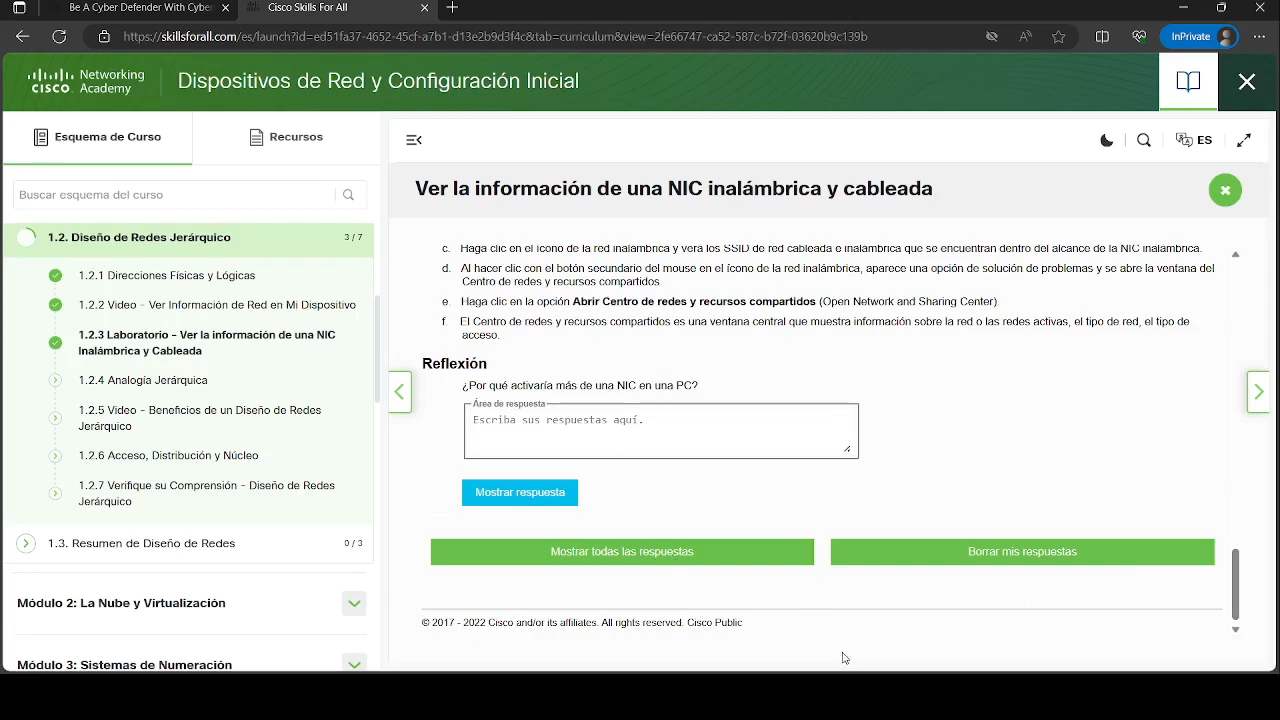 Be A Cyber Defender With Cyber
Cisco Skills For All
https://skillsforall.com/es/launch?id=ed51fa37-4652-45cf-a7b1-d13e2b9d3f4c8&tab=curriculum&view=2fe66747-ca52-587c-b72f-03620b9c139b
InPrivate
Networking
CISCO Academy
Dispositivos de Red y Configuración Inicial
Esquema de Curso
Recursos
Buscar esquema del curso
1.2. Diseño de Redes Jerárquico
3 / 7
1.2.1 Direcciones Físicas y Lógicas
1.2.2 Video - Ver Información de Red en Mi Dispositivo
1.2.3 Laboratorio - Ver la información de una NIC
Inalámbrica y Cableada
1.2.4 Analogía Jerárquica
1.2.5 Video - Beneficios de un Diseño de Redes
Jerárquico
1.2.6 Acceso, Distribución y Núcleo
1.2.7 Verifique su Comprensión - Diseño de Redes
Jerárquico
1.3. Resumen de Diseño de Redes
0 / 3
Módulo 2: La Nube y Virtualización
Módulo 3: Sistemas de Numeración
ES
Ver la información de una NIC inalámbrica y cableada
c. Haga clic en el ícono de la red inalámbrica y verá los SSID de red cableada e inalámbrica que se encuentran dentro del alcance de la NIC inalámbrica.
d. Al hacer clic con el botón secundario del mouse en el ícono de la red inalámbrica, aparece una opción de solución de problemas y se abre la ventana del
Centro de redes y recursos compartidos.
e. Haga clic en la opción Abrir Centro de redes y recursos compartidos (Open Network and Sharing Center).
f. El Centro de redes y recursos compartidos es una ventana central que muestra información sobre la red o las redes activas, el tipo de red, el tipo de
acceso.
Reflexión
¿Por qué activaría más de una NIC en una PC?
Área de respuesta
Escriba sus respuestas aquí.
Mostrar respuesta
Mostrar todas las respuestas
Borrar mis respuestas
© 2017 - 2022 Cisco and/or its affiliates. All rights reserved. Cisco Public